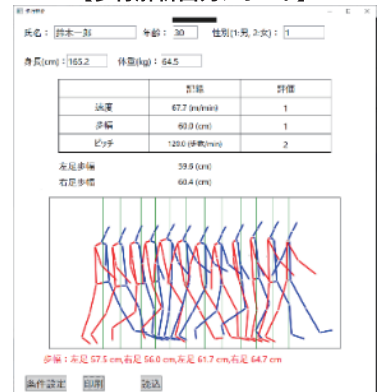 氏名： 鈴木一郎 年齢： 30 性別(1:男, 2:女)： 1
身長(cm)：165.2 体重(kg)： 64.5
記録 評価
速度 67.7 (m/min) 1
歩幅 60.0 (cm) 1
ピッチ 120.0 (歩数/min) 2
左足歩幅 59.6 (cm)
右足歩幅 60.4 (cm)
歩幅：左足 57.5 cm,右足 56.0 cm,左足 61.7 cm,右足 64.7 cm
条件設定 印刷 読込